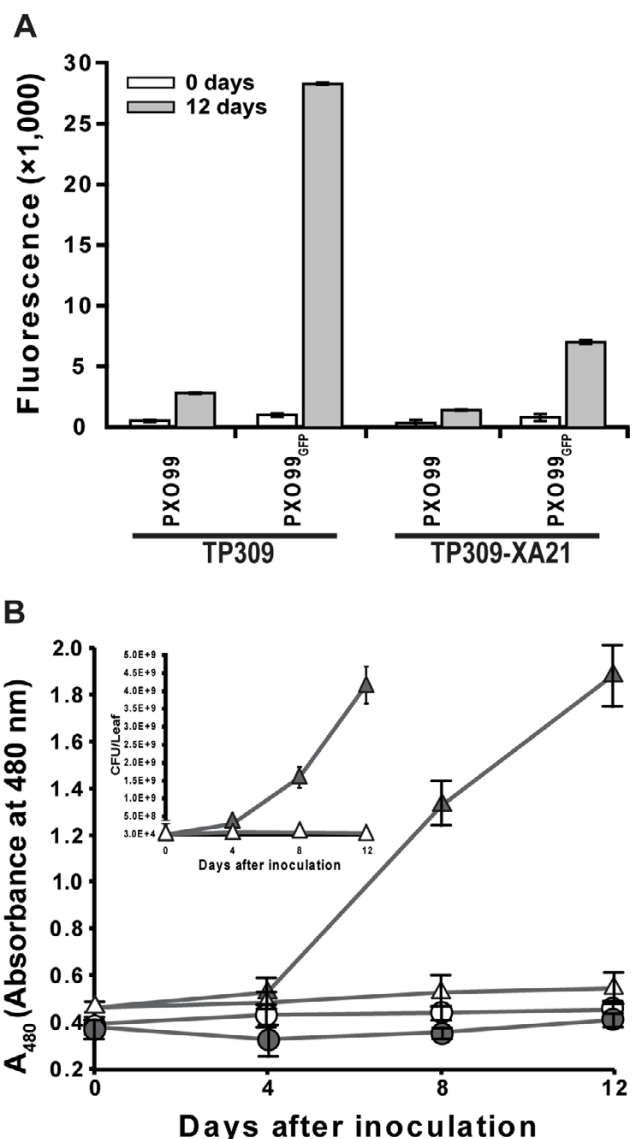 A
Fluorescence (×1,000)
30
25
20
15
10
5
0
0 days
12 days
PXO99
PXO99GFP
PXO99
PXO99GFP
TP309
TP309-XA21
B
A480 (Absorbance at 480 nm)
2.0
1.8
1.6
1.4
1.2
1.0
0.8
0.6
0.4
0.2
CFU/Leaf
5.0E+9
4.5E+9
4.0E+9
3.5E+9
3.0E+9
2.5E+9
2.0E+9
1.5E+9
1.0E+9
5.0E+8
3.0E+4
0
4
8
12
Days after inoculation
0
4
8
12
Days after inoculation